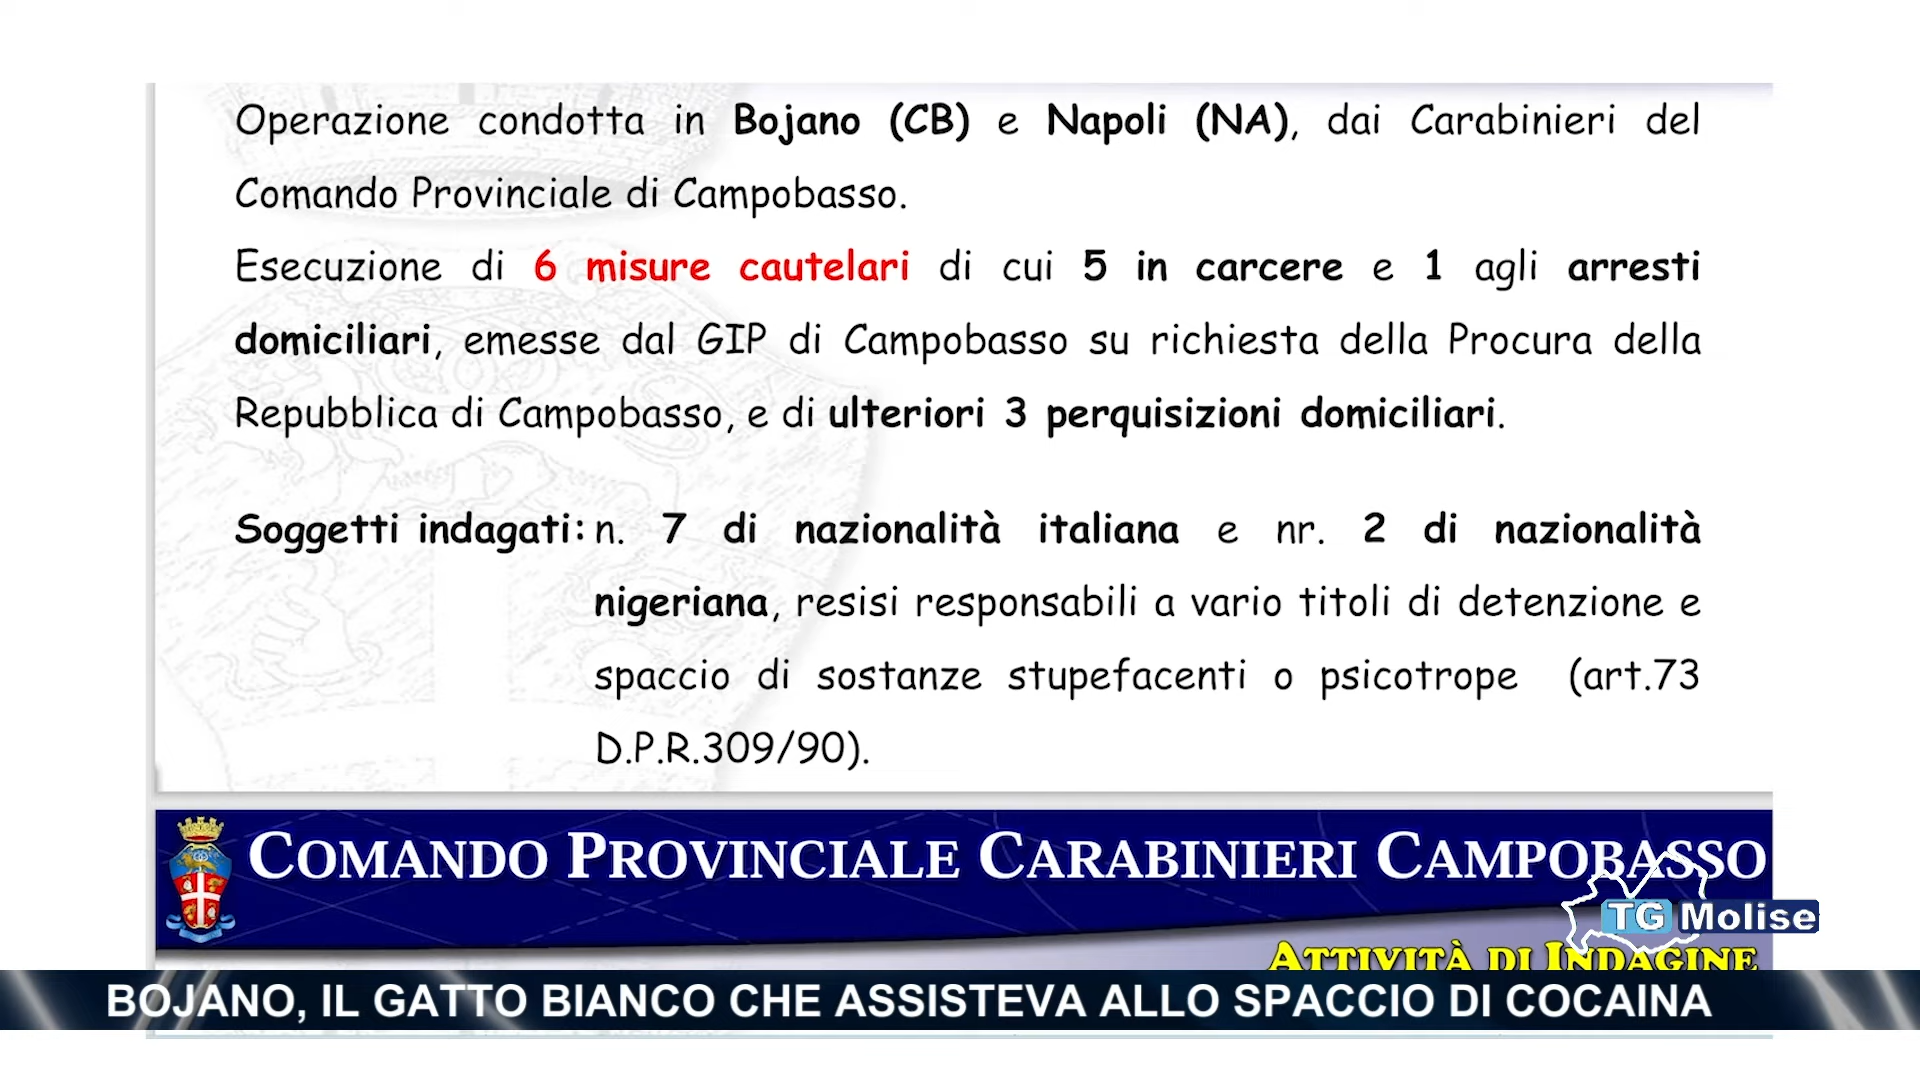 Operazione condotta in Bojano (CB) e Napoli (NA), dai Carabinieri del
Comando Provinciale di Campobasso.
Esecuzione di 6 misure cautelari di cui 5 in carcere e 1 agli arresti
domiciliari, emesse dal GIP di Campobasso su richiesta della Procura della
Repubblica di Campobasso, e di ulteriori 3 perquisizioni domiciliari.
Soggetti indagati: n. 7 di nazionalità italiana e nr. 2 di nazionalità
nigeriana, resisi responsabili a vario titoli di detenzione e
spaccio di sostanze stupefacenti o psicotrope (art.73
D.P.R.309/90).
COMANDO PROVINCIALE CARABINIERI CAMPOBASSO
TG Molise
ATTIVITÀ DI INDAGINE
BOJANO, IL GATTO BIANCO CHE ASSISTEVA ALLO SPACCIO DI COCAINA